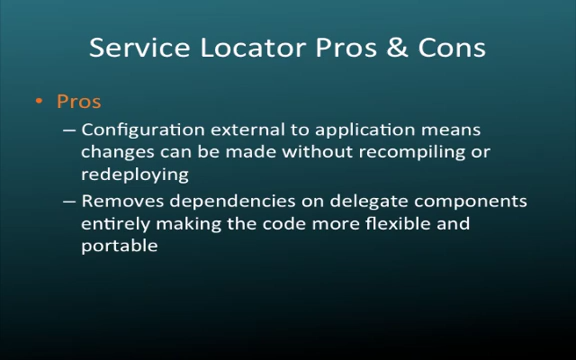 Service Locator Pros & Cons
• Pros
– Configuration external to application means
changes can be made without recompiling or
redeploying
– Removes dependencies on delegate components
entirely making the code more flexible and
portable